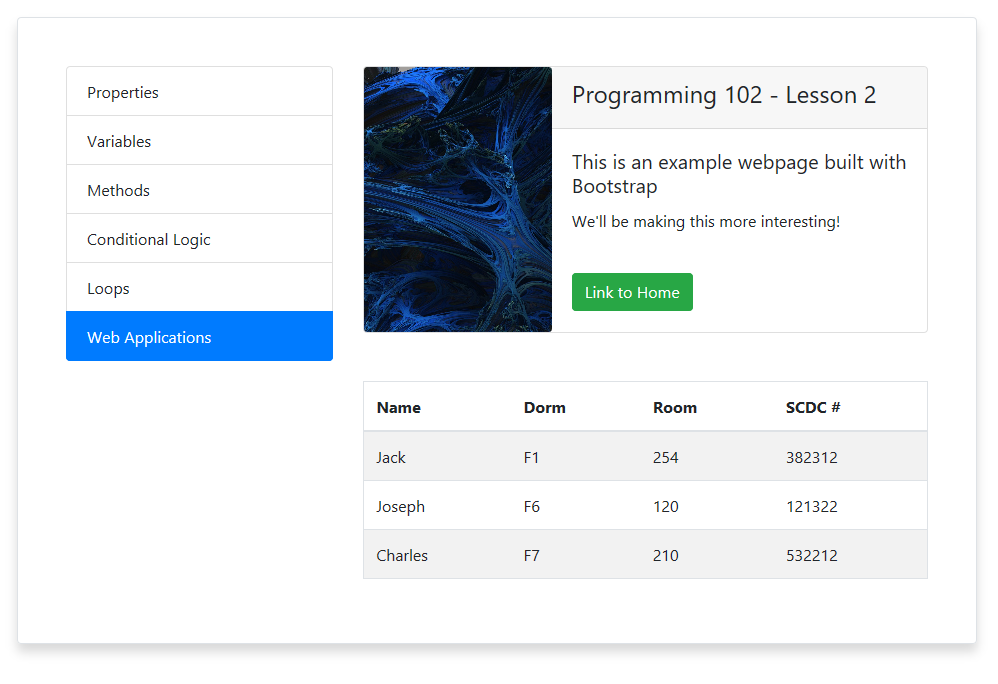 Properties
Variables
Methods
Conditional Logic
Loops
Web Applications
Programming 102 - Lesson 2
This is an example webpage built with
Bootstrap
We'll be making this more interesting!
Link to Home
Name Dorm Room SCDC #
Jack F1 254 382312
Joseph F6 120 121322
Charles F7 210 532212